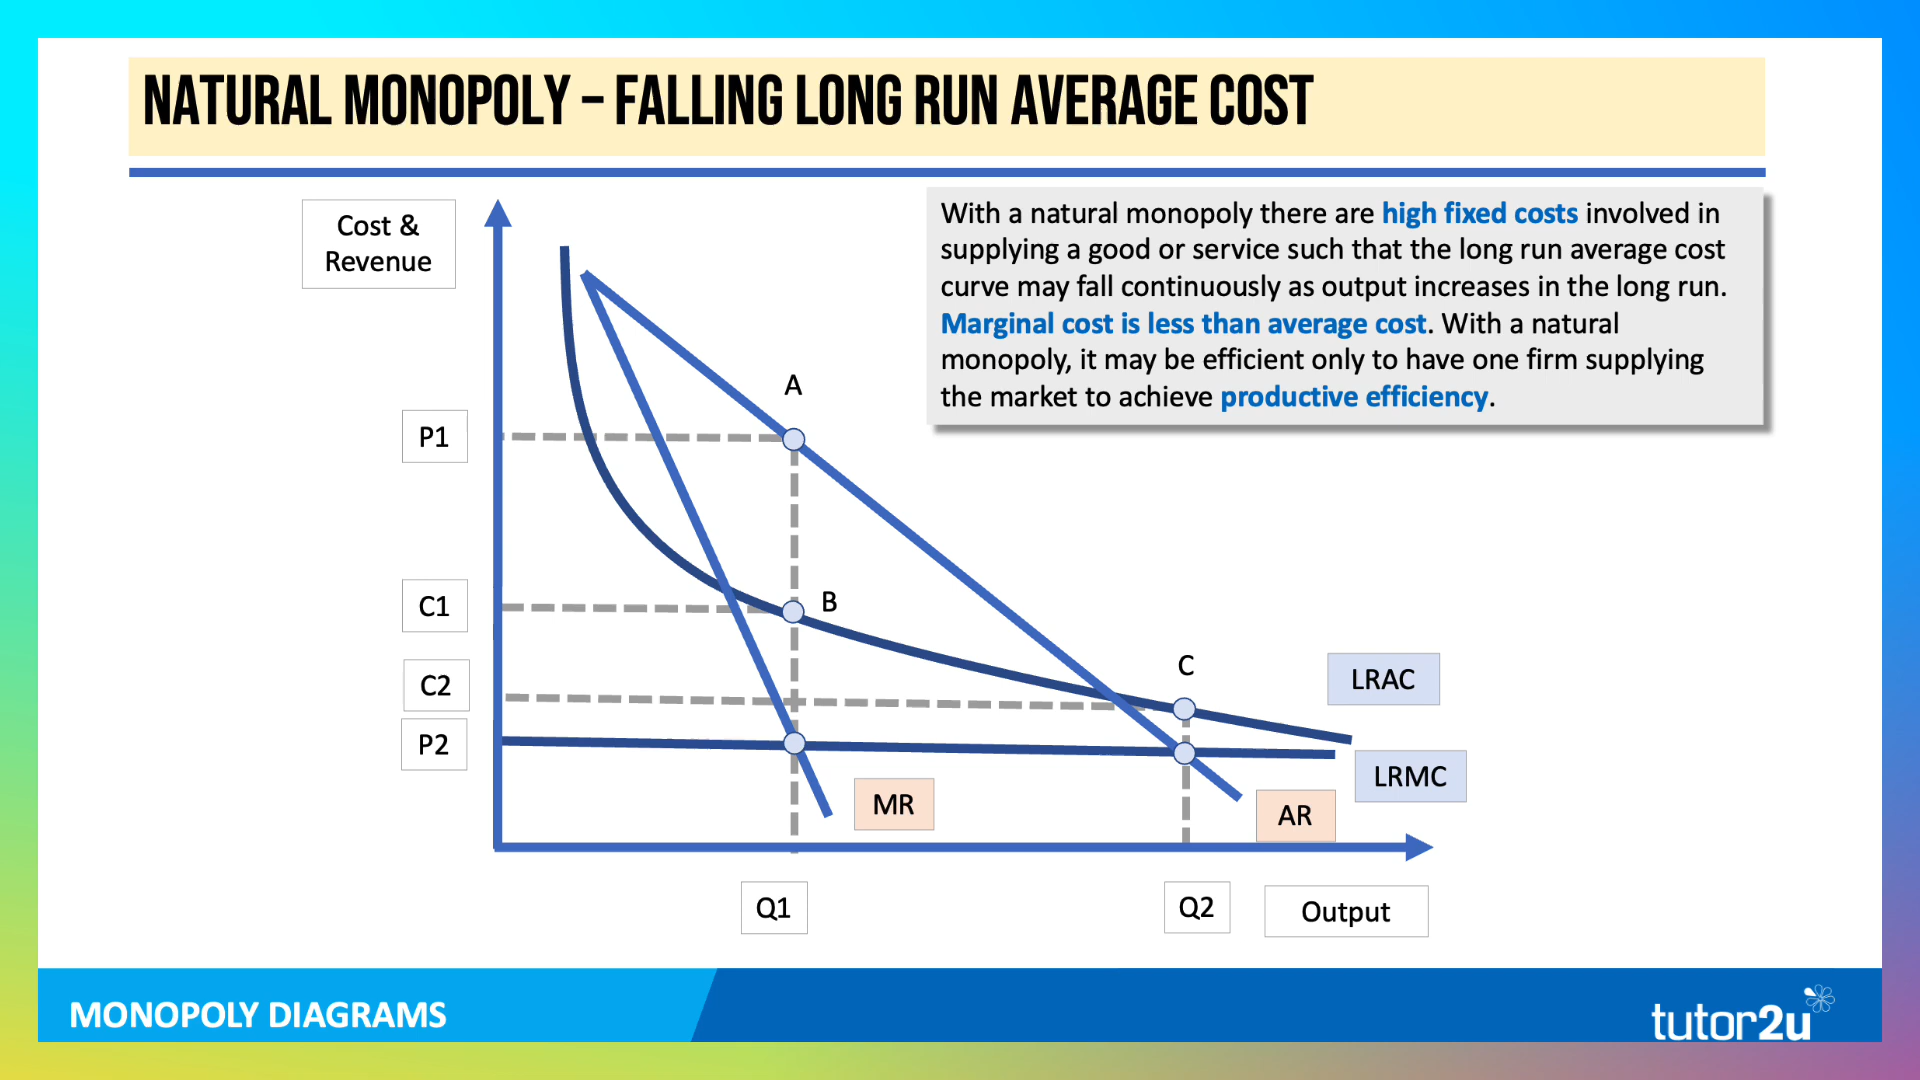 NATURAL MONOPOLY – FALLING LONG RUN AVERAGE COST
Cost &
Revenue
With a natural monopoly there are high fixed costs involved in
supplying a good or service such that the long run average cost
curve may fall continuously as output increases in the long run.
Marginal cost is less than average cost. With a natural
monopoly, it may be efficient only to have one firm supplying
the market to achieve productive efficiency.
A
P1
C1
B
C2
C
LRAC
P2
LRMC
MR
AR
Q1
Q2
Output
MONOPOLY DIAGRAMS
tutor2u